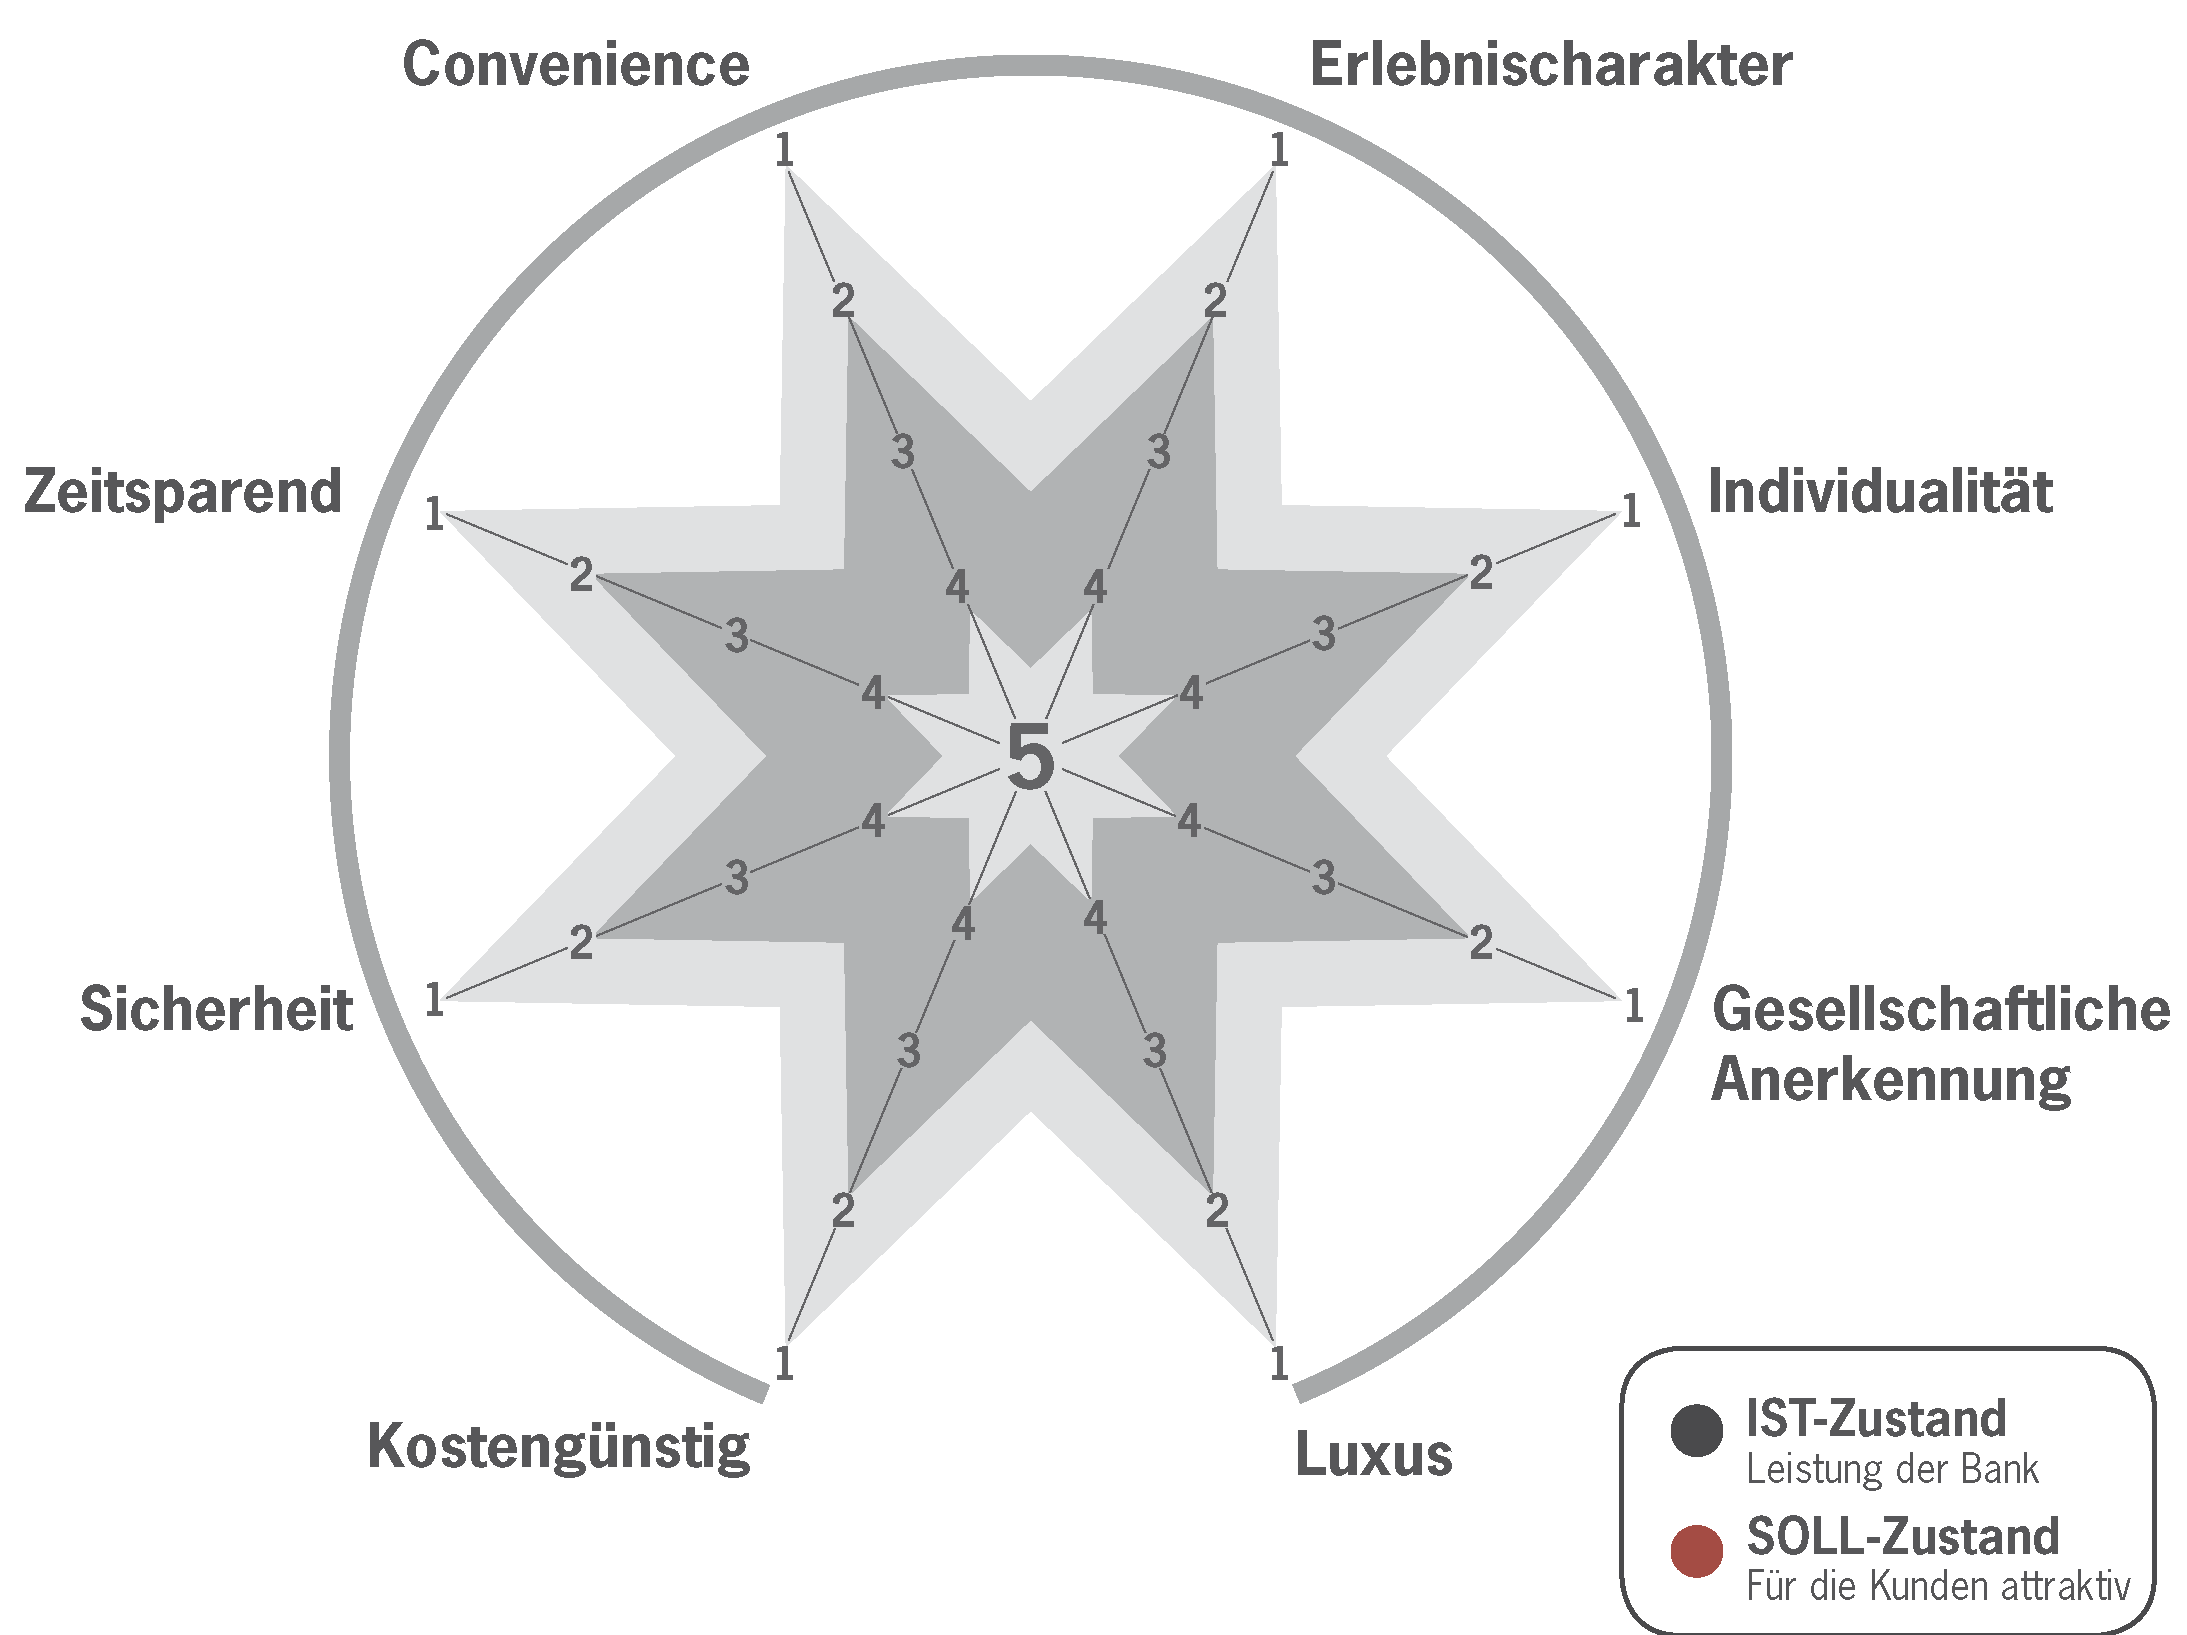 Convenience
Erlebnischarakter
1
1
2
2
3
3
Zeitsparend
1
1
Individualität
2
2
4
4
3
3
4
4
5
4
4
3
3
4
4
2
2
Sicherheit
1
1
Gesellschaftliche
Anerkennung
3
3
2
2
1
1
Kostengünstig
Luxus
IST-Zustand
Leistung der Bank
SOLL-Zustand
Für die Kunden attraktiv